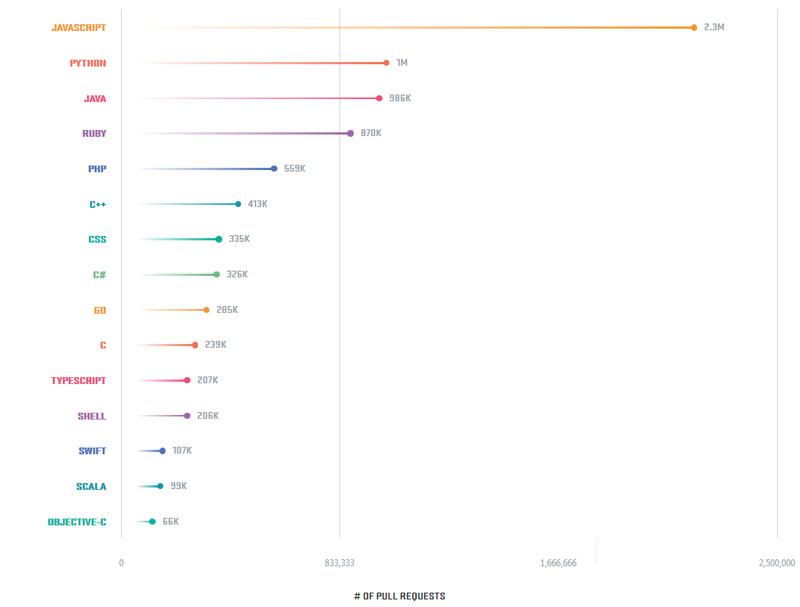 JAVASCRIPT 2.3M
PYTHON 1M
JAVA 986K
RUBY 870K
PHP 559K
C++ 413K
CSS 335K
C# 326K
GO 285K
C 239K
TYPESCRIPT 207K
SHELL 206K
SWIFT 107K
SCALA 99K
OBJECTIVE-C 66K
0 833,333 1,666,666 2,500,000
# OF PULL REQUESTS